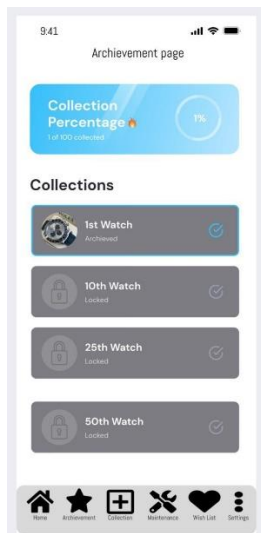 9:41
Archievement page
Collection
Percentage
1 of 100 collected
1%
Collections
1st Watch
Archieved
10th Watch
Locked
25th Watch
Locked
50th Watch
Locked
Home Archievement Collection Maintenance Wish List Settings